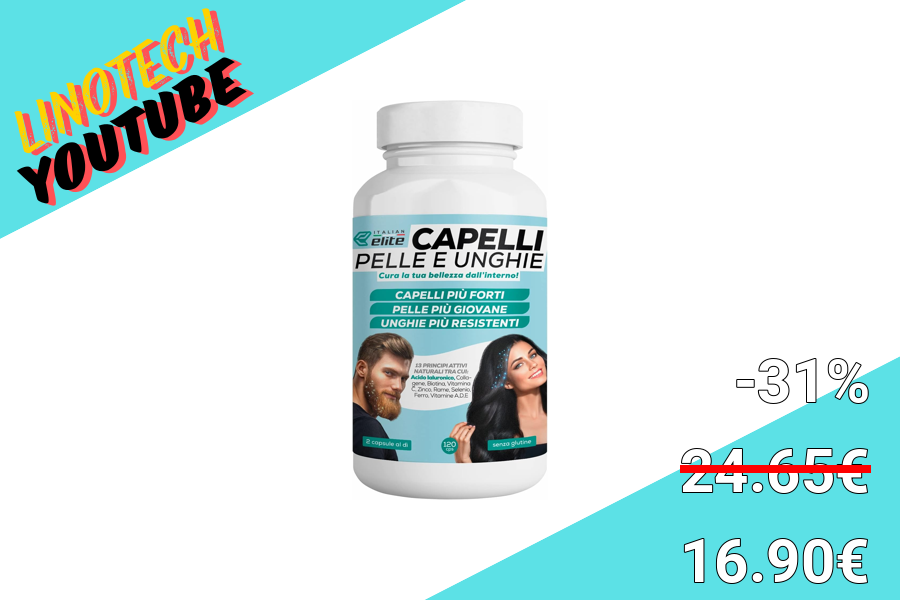 LINOTECH
YOUTUBE
ITALIAN
elite
CAPELLI
PELLE E UNGHIE
Cura la tua bellezza dall'interno!
CAPELLI PIÙ FORTI
PELLE PIÙ GIOVANE
UNGHIE PIÙ RESISTENTI
13 PRINCIPI ATTIVI
NATURALI TRA CUI:
Acido Ialuronico, Colla-
gene, Biotina, Vitamina
C, Zinco, Rame, Selenio,
Ferro, Vitamine A,D,E
2 capsule al dì
120
cps
senza glutine
-31%
24.65€
16.90€